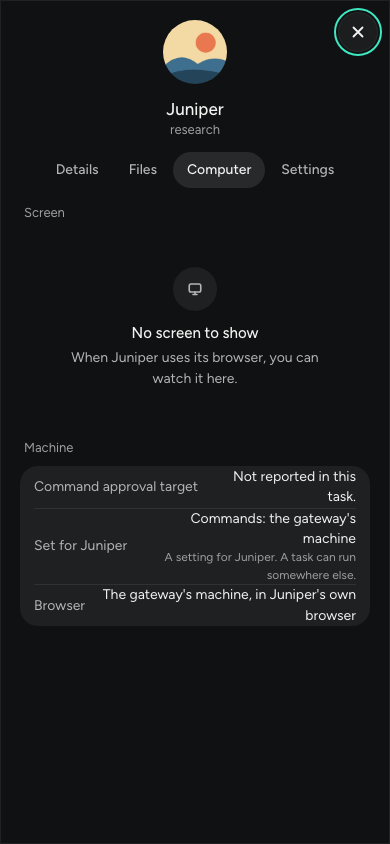 Juniper
research
Details Files Computer Settings
Screen
No screen to show
When Juniper uses its browser, you can
watch it here.
Machine
Command approval target Not reported in this
task.
Commands: the gateway's
machine
Set for Juniper
A setting for Juniper. A task can run
somewhere else.
Browser The gateway's machine, in Juniper's own
browser